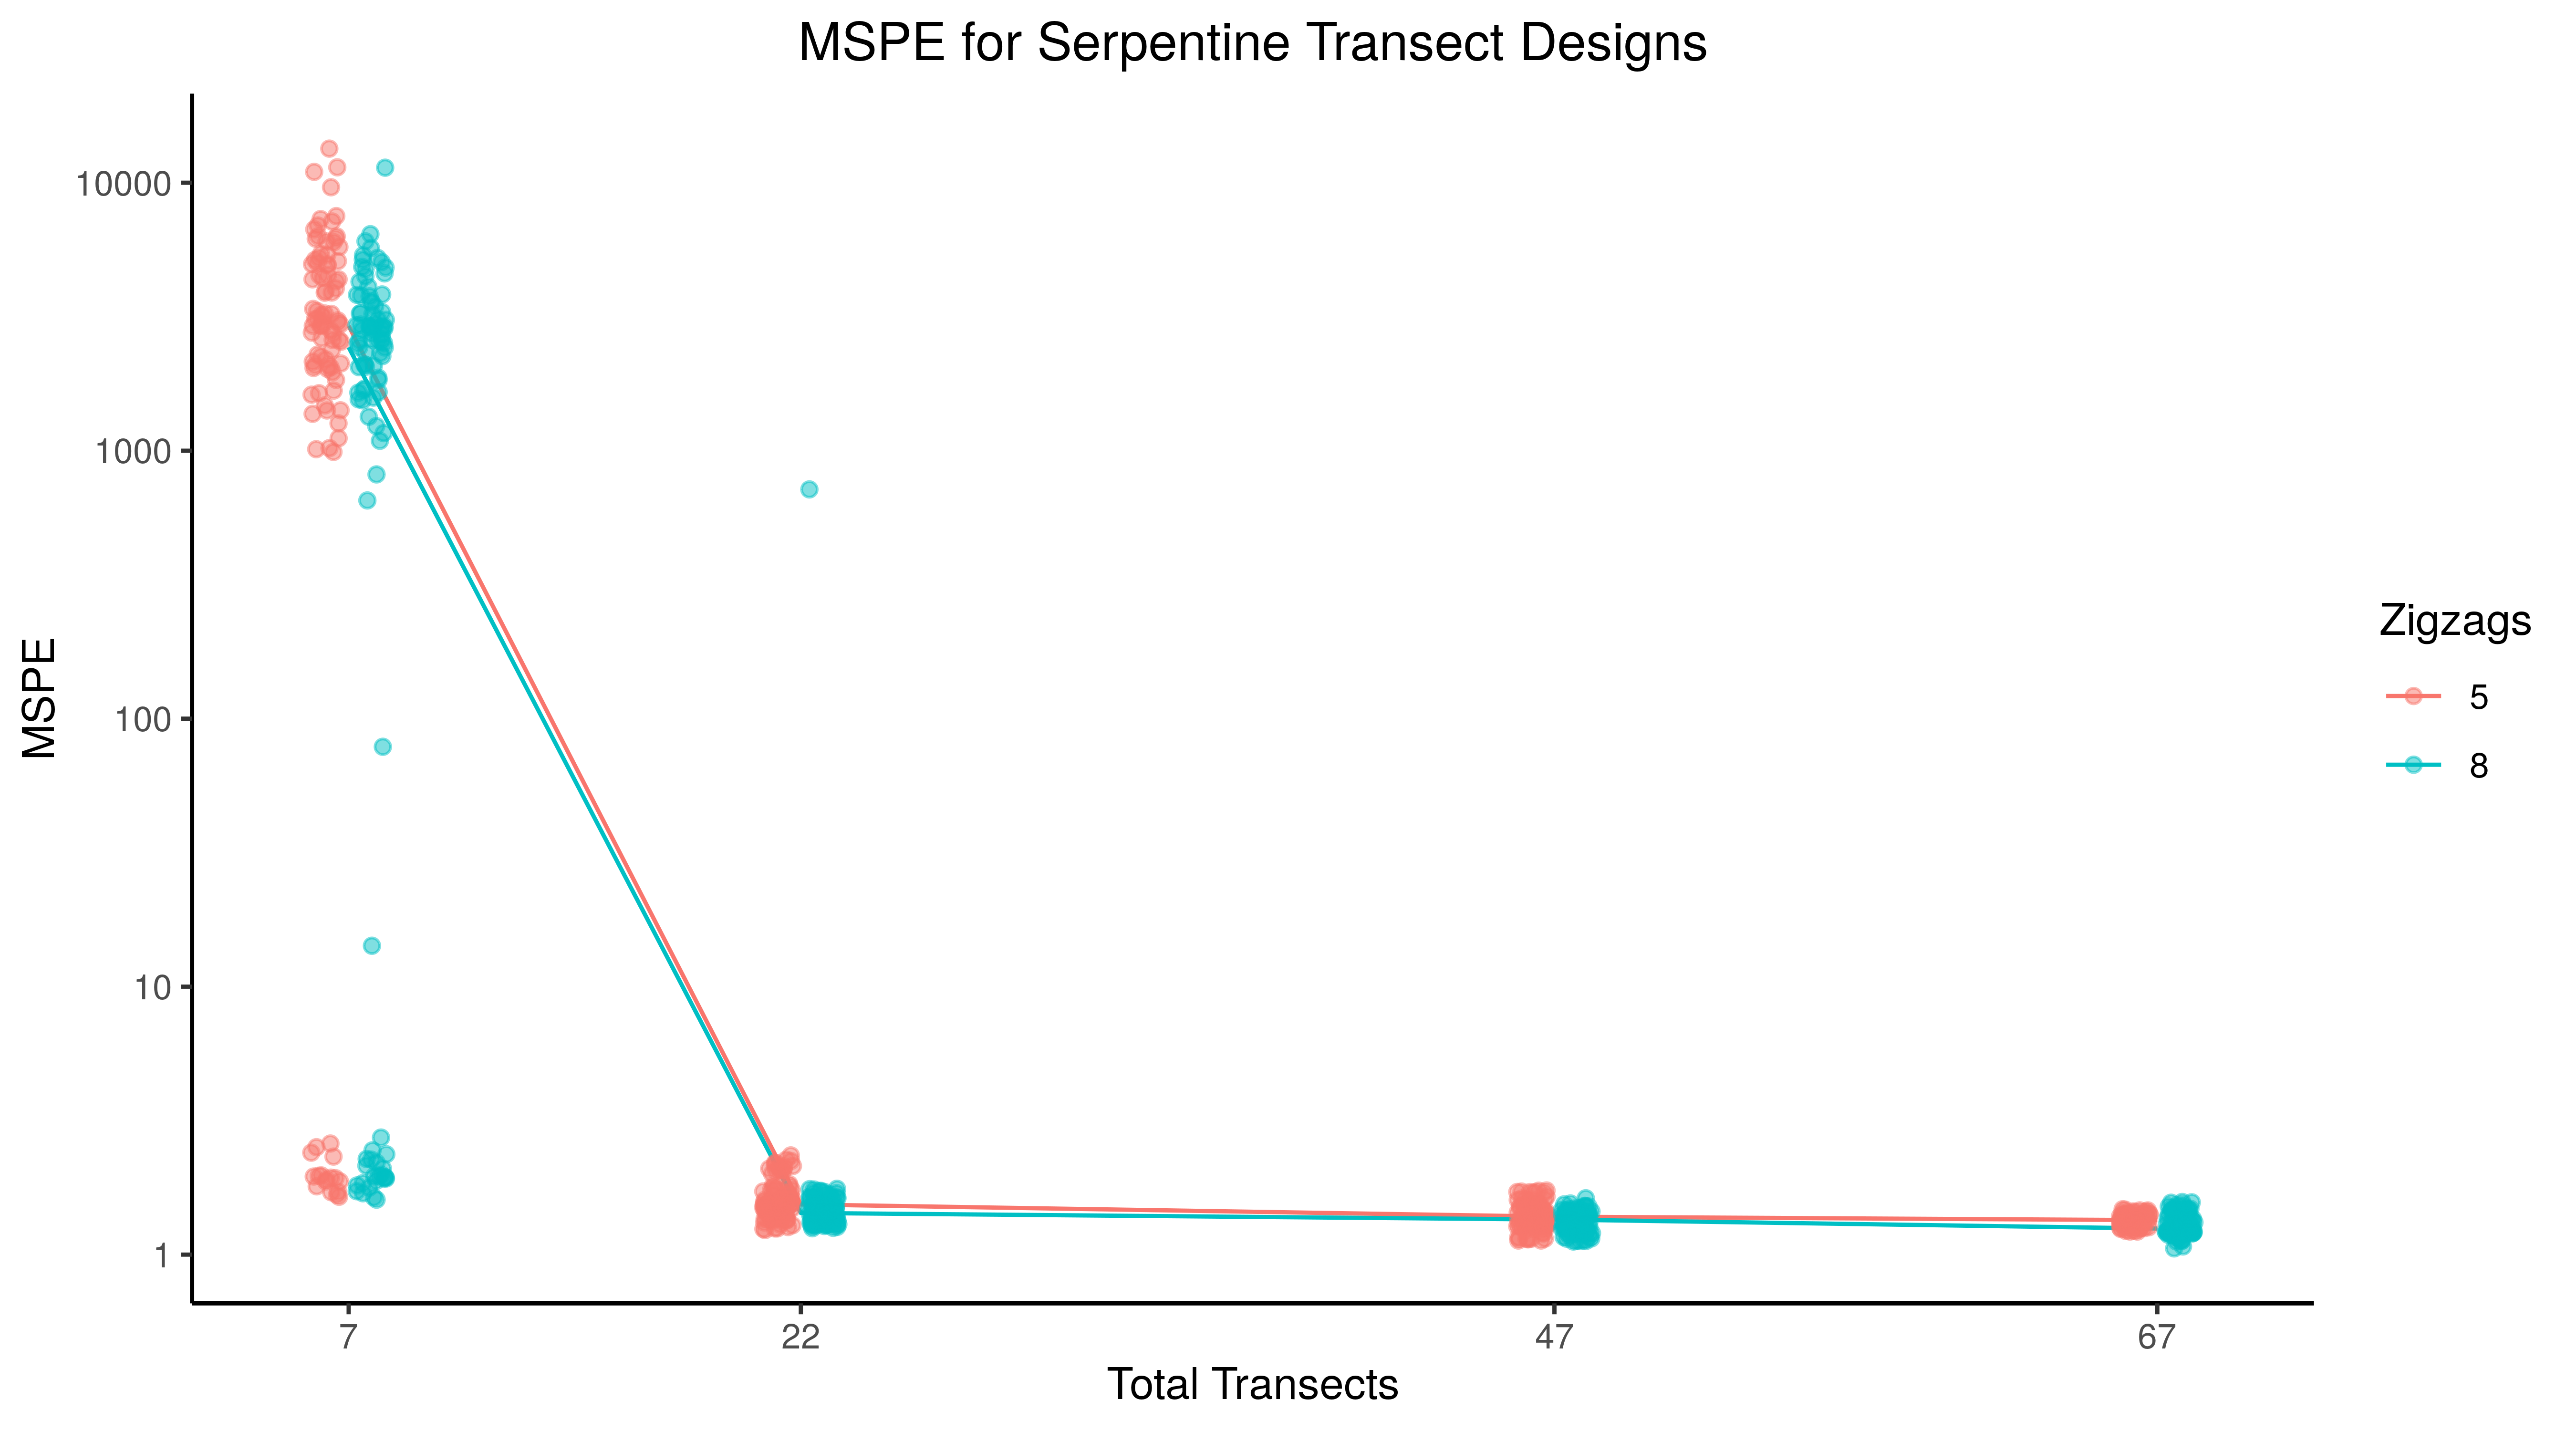 MSPE for Serpentine Transect Designs
MSPE
10000
1000
100
10
1
7 22 47 67
Total Transects
Zigzags
5
8